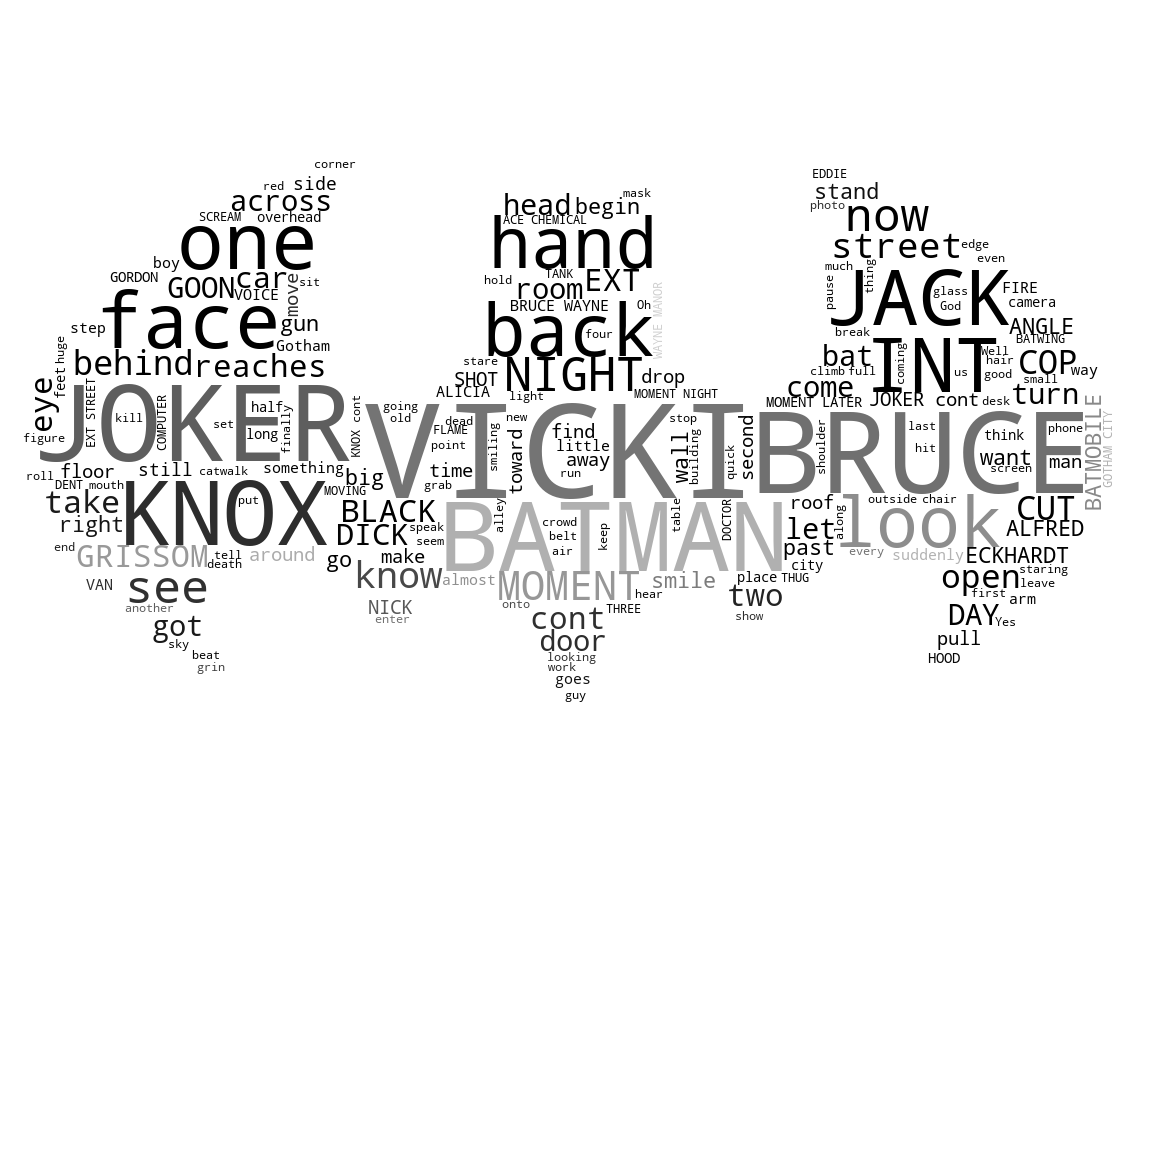 corner
EDDIE
red side
stand
mask
across
head begin
photo now
SCREAM overhead
ACE CHEMICAL
one
hand
street edge
even
boy
much
thing
GORDON
GOON car sit
hold TANK EXT
JACK
pause
glass
FIRE
move
VOICE
room
WAYNE MANOR
God
camera
face
BRUCE WAYNE Oh
step gun
back four
break
ANGLE
BATWING
huge
Gotham
INT
coming
Well
behind reaches
stare
bat
hair
COP
way
feet
SHOT NIGHT drop
climb full
us good small
eye
EXT STREET
ALICIA
light
MOMENT NIGHT
come
turn
MOMENT LATER JOKER cont desk
JOKER
VICKI
BRUCE
BATMOBILE
GOTHAM CITY
kill
COMPUTER
set
half
long
finally
KNOX cont
going
old
dead
FLAME
new
point
smiling
toward
find
little
away
run
stop
wall
building
quick
second
shoulder
last
hit
think
want
screen
phone
man
figure
roll floor still catwalk something big time
DENT mouth
MOVING
grab
take
KNOX
put
BLACK
BATMAN
alley
crowd
belt
air
keep
table
DOCTOR
roof
outside chair
look
CUT
right
DICK speak
seem
let
along
ALFRED
end GRISSOM tell
death
around go make
past
every suddenly ECKHARDT
city
VAN see
know almost MOMENT smile
place THUG
open staring
leave
another
NICK
enter
onto
hear
THREE
two
show
first arm
got
cont
DAY Yes
sky
door
pull
beat
grin
looking
work
HOOD
goes
guy